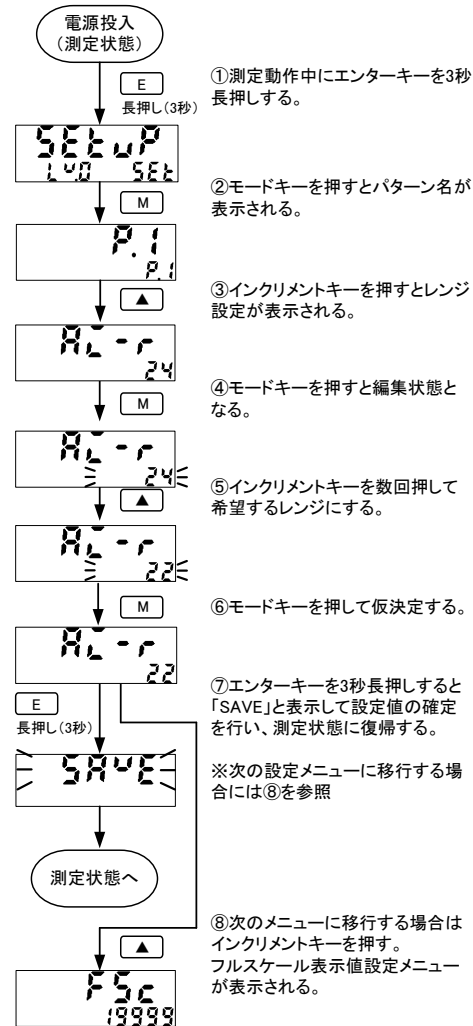 電源投入
(測定状態)
E
長押し(3秒)
①測定動作中にエンターキーを3秒
長押しする。
SEtuP
Lv.0 SEt
M
②モードキーを押すとパターン名が
表示される。
P.1
P.1
▲
③インクリメントキーを押すとレンジ
設定が表示される。
Ai-r
24
M
④モードキーを押すと編集状態と
なる。
Ai-r
24
▲
⑤インクリメントキーを数回押して
希望するレンジにする。
Ai-r
22
M
⑥モードキーを押して仮決定する。
Ai-r
22
E
長押し(3秒)
⑦エンターキーを3秒長押しすると
「SAVE」と表示して設定値の確定
を行い、測定状態に復帰する。
SAvE
※次の設定メニューに移行する場
合には⑧を参照
測定状態へ
▲
⑧次のメニューに移行する場合は
インクリメントキーを押す。
フルスケール表示値設定メニュー
が表示される。
FSc
19999